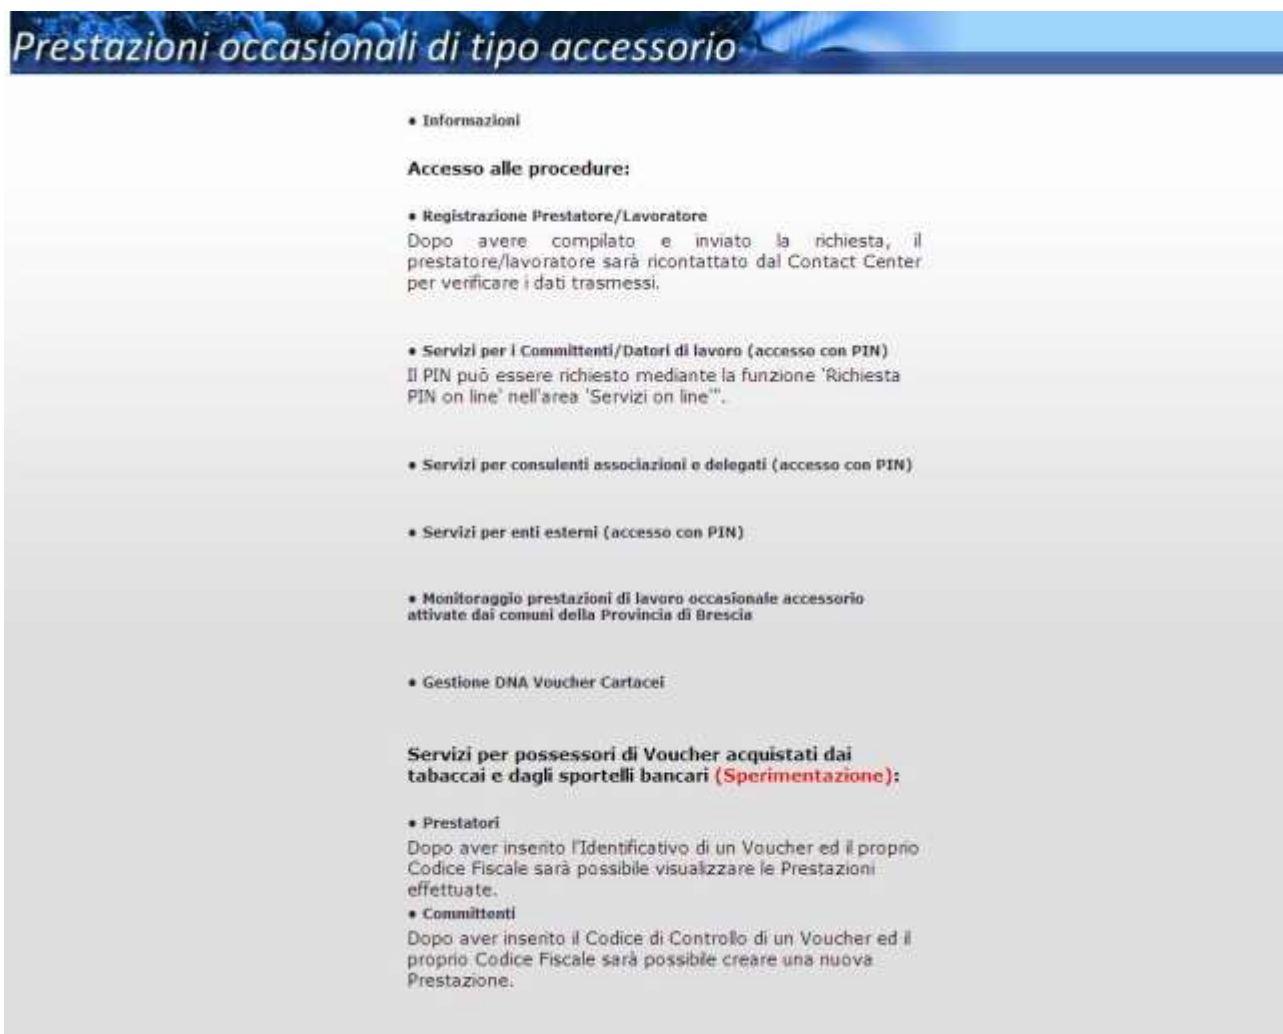 Prestazioni occasionali di tipo accessorio
• Informazioni
Accesso alle procedure:
• Registrazione Prestatore/Lavoratore
Dopo avere compilato e inviato la richiesta, il
prestatore/lavoratore sarà ricontattato dal Contact Center
per verificare i dati trasmessi.
• Servizi per i Committenti/Datori di lavoro (accesso con PIN)
Il PIN può essere richiesto mediante la funzione 'Richiesta
PIN on line' nell'area 'Servizi on line'".
• Servizi per consulenti associazioni e delegati (accesso con PIN)
• Servizi per enti esterni (accesso con PIN)
• Monitoraggio prestazioni di lavoro occasionale accessorio
attivate dai comuni della Provincia di Brescia
• Gestione DNA Voucher Cartacei
Servizi per possessori di Voucher acquistati dai
tabaccai e dagli sportelli bancari (Sperimentazione):
• Prestatori
Dopo aver inserito l'Identificativo di un Voucher ed il proprio
Codice Fiscale sarà possibile visualizzare le Prestazioni
effettuate.
• Committenti
Dopo aver inserito il Codice di Controllo di un Voucher ed il
proprio Codice Fiscale sarà possibile creare una nuova
Prestazione.